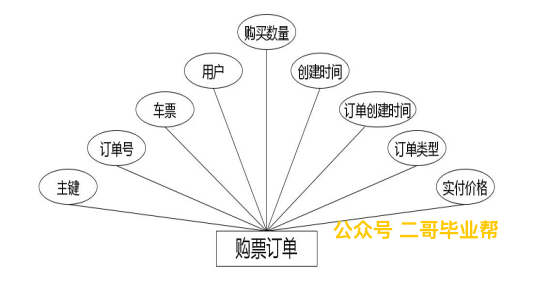 购买数量
用户
创建时间
车票
订单创建时间
订单号
订单类型
主键
实付价格
购票订单
公众号 二哥毕业帮